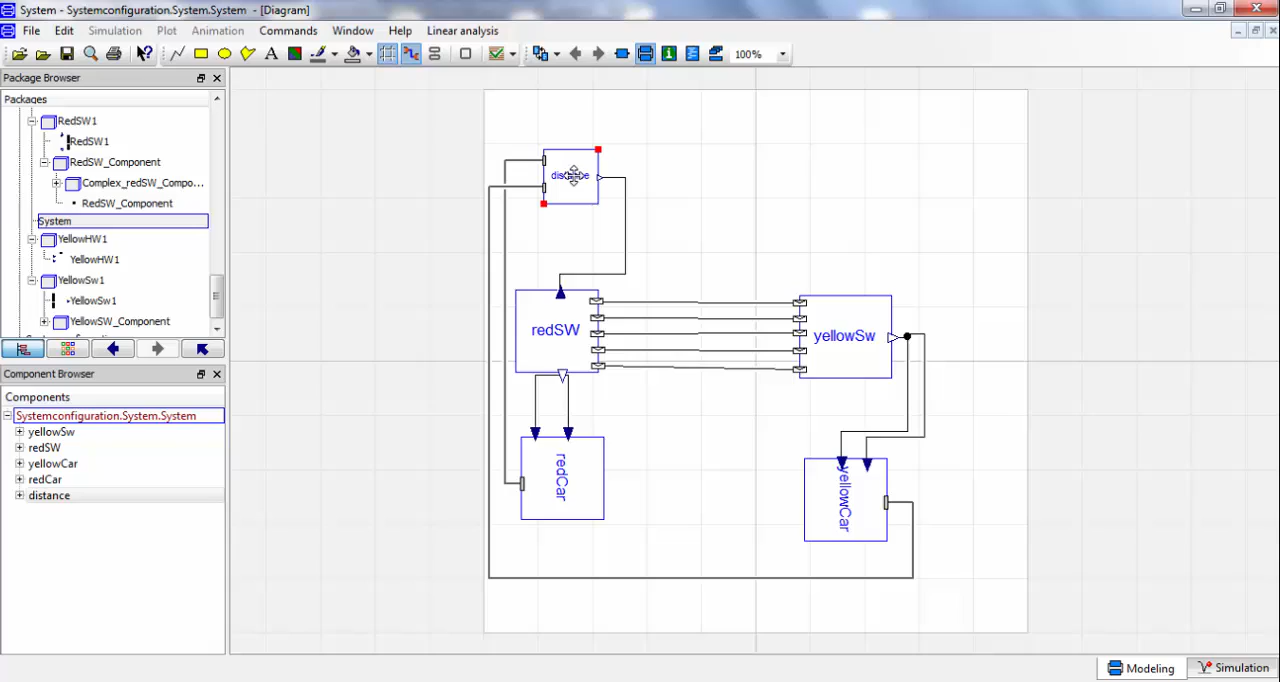 System - Systemconfiguration.System.System - [Diagram]
File Edit Simulation Plot Animation Commands Window Help Linear analysis
100%
Package Browser
Packages
RedSW1
RedSW1
RedSW_Component
Complex_redSW_Compo...
RedSW_Component
System
YellowHW1
YellowHW1
YellowSw1
YellowSw1
YellowSW_Component
Component Browser
Components
Systemconfiguration.System.System
yellowSw
redSW
yellowCar
redCar
distance
redSW
yellowSw
redCar
yellowCar
Modeling Simulation